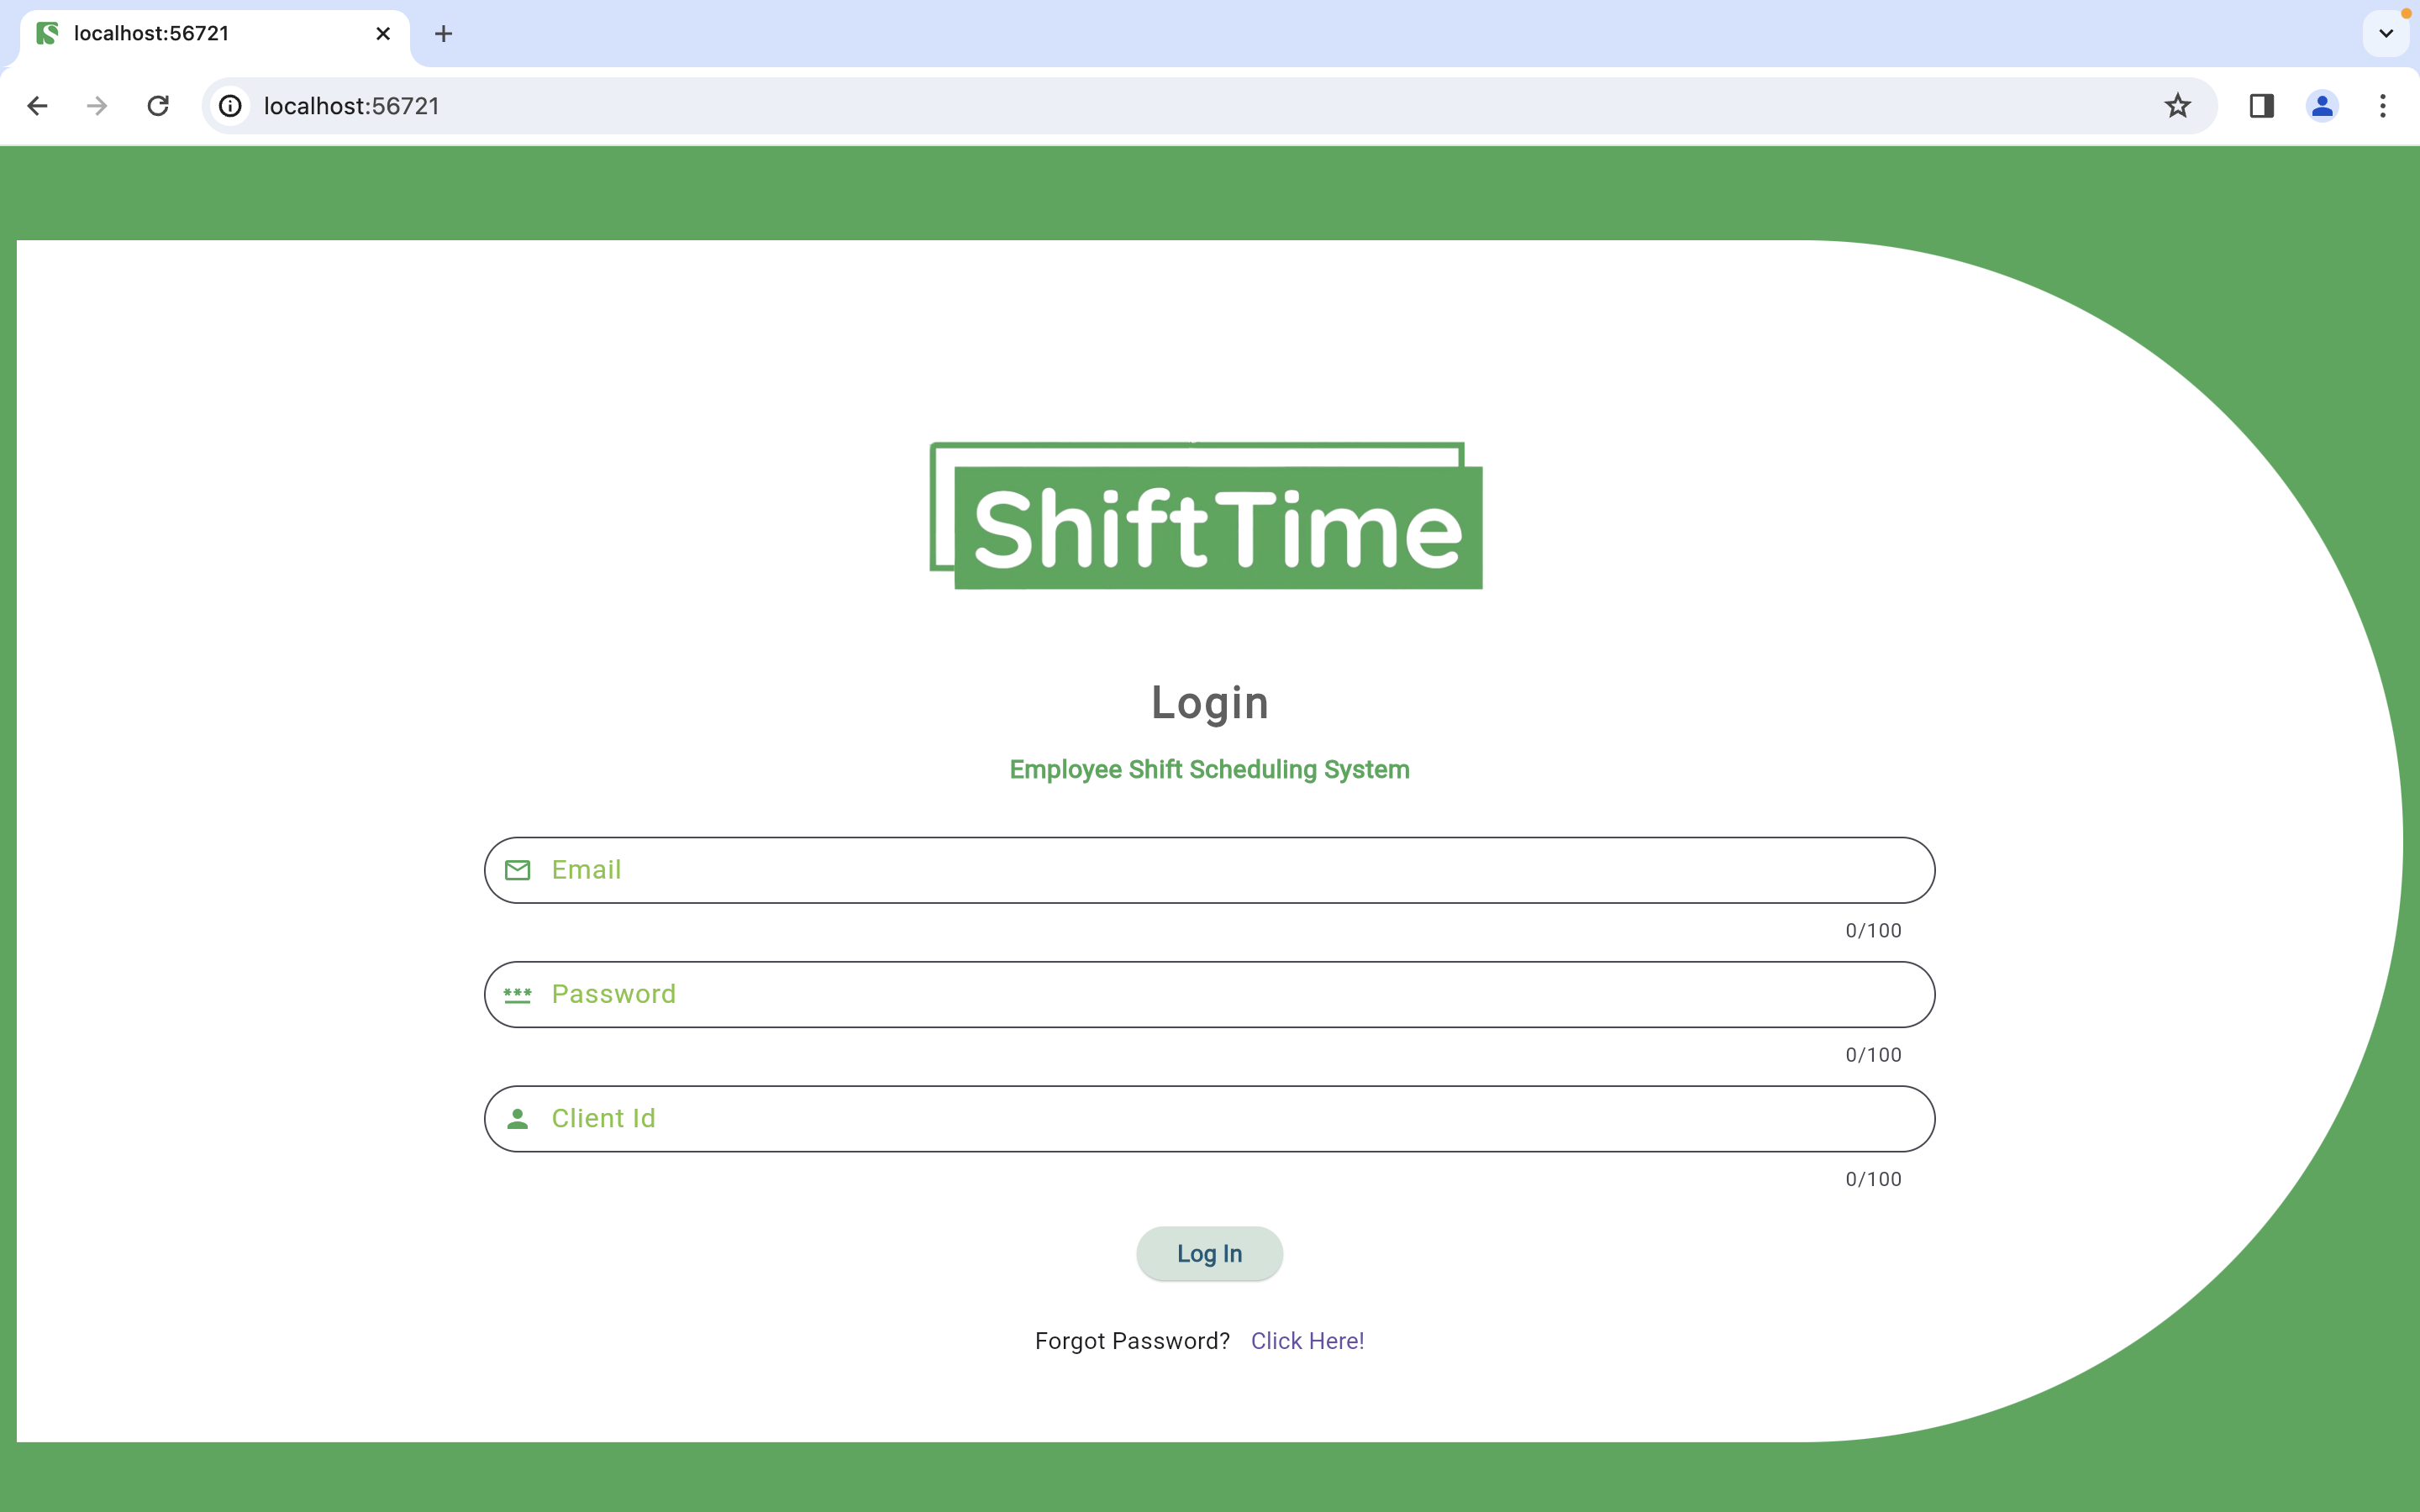 localhost:56721
localhost:56721
ShiftTime
Login
Employee Shift Scheduling System
Email
0/100
*** Password
0/100
Client Id
0/100
Log In
Forgot Password? Click Here!